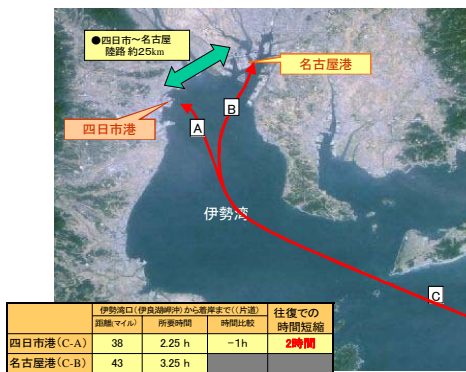 ●四日市～名古屋
陸路 約25km
名古屋港
B
四日市港
A
伊勢湾
C
伊勢湾口（伊良湖岬沖）から着岸まで（（片道） 往復での
時間短縮
距離(マイル) 所要時間 時間比較
四日市港(C-A) 38 2.25 h －1h 2時間
名古屋港(C-B) 43 3.25 h